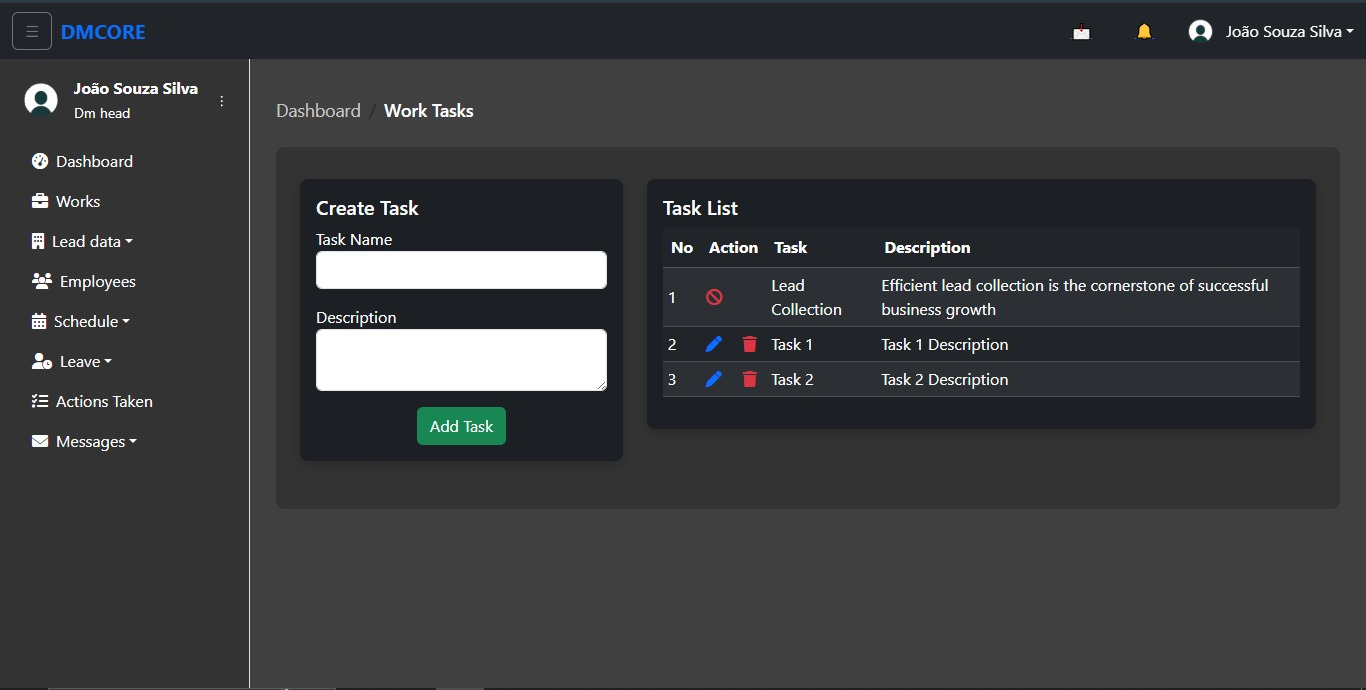 DMCORE
João Souza Silva
João Souza Silva
Dm head
Dashboard
Works
Lead data
Employees
Schedule
Leave
Actions Taken
Messages
Dashboard / Work Tasks
Create Task
Task Name
Description
Add Task
Task List
No Action Task Description
1 Lead Collection Efficient lead collection is the cornerstone of successful
business growth
2 Task 1 Task 1 Description
3 Task 2 Task 2 Description